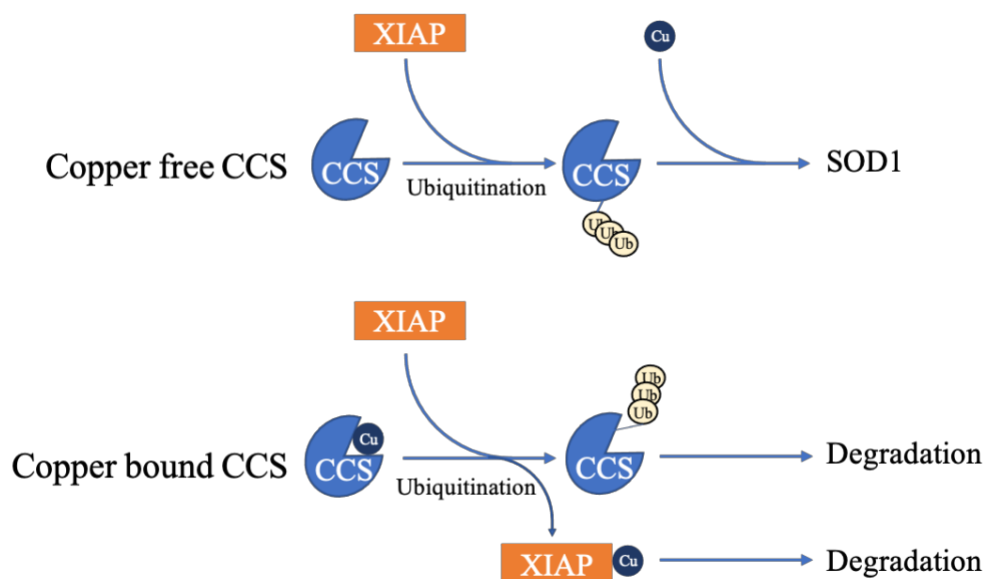 XIAP
Cu
Copper free CCS
CCS
Ubiquitination
CCS
SOD1
Ub
Ub
Ub
XIAP
Ub
Ub
Ub
Cu
Copper bound CCS
CCS
Ubiquitination
CCS
Degradation
XIAP
Cu
Degradation